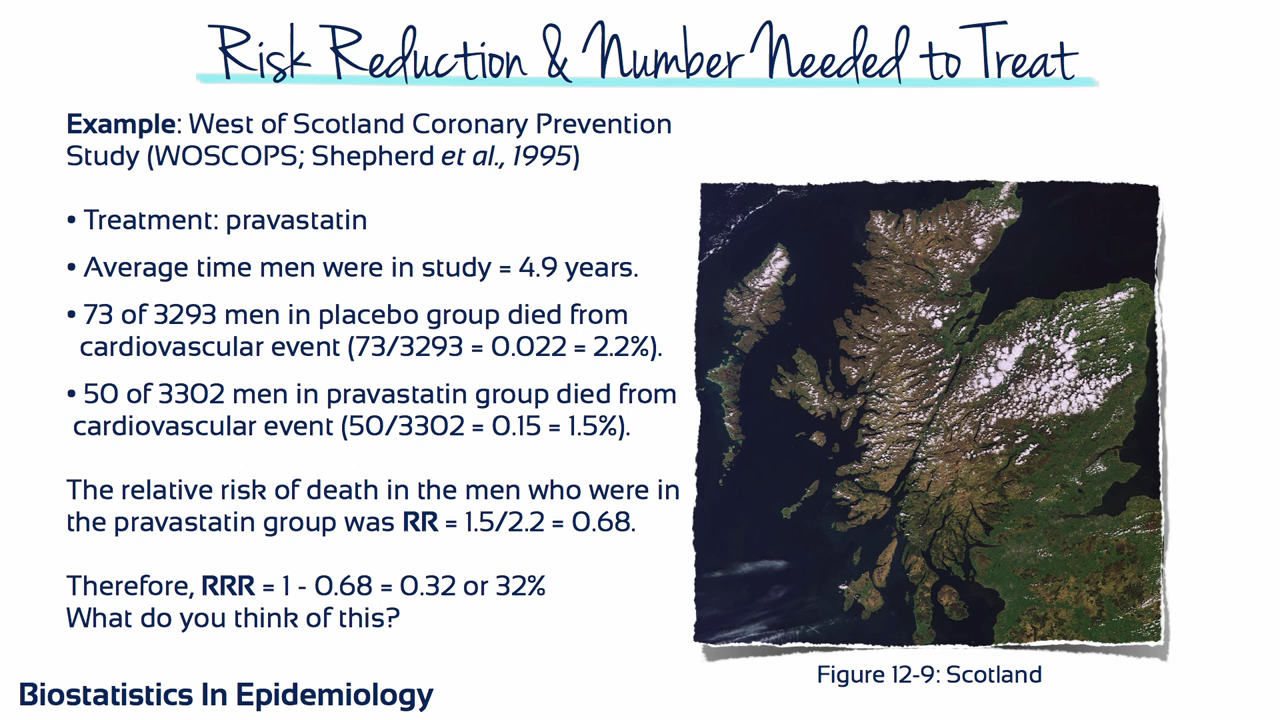 Risk Reduction & Number Needed to Treat
Example: West of Scotland Coronary Prevention
Study (WOSCOPS; Shepherd et al., 1995)
• Treatment: pravastatin
• Average time men were in study = 4.9 years.
• 73 of 3293 men in placebo group died from
cardiovascular event (73/3293 = 0.022 = 2.2%).
• 50 of 3302 men in pravastatin group died from
cardiovascular event (50/3302 = 0.15 = 1.5%).
The relative risk of death in the men who were in
the pravastatin group was RR = 1.5/2.2 = 0.68.
Therefore, RRR = 1 - 0.68 = 0.32 or 32%
What do you think of this?
Figure 12-9: Scotland
Biostatistics In Epidemiology